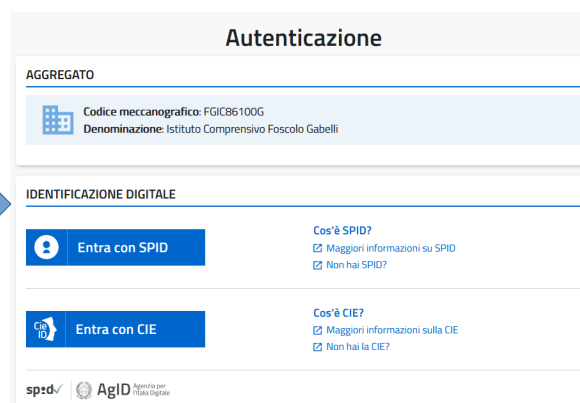 Autenticazione
AGGREGATO
Codice meccanografico: FGIC86100G
Denominazione: Istituto Comprensivo Foscolo Gabelli
IDENTIFICAZIONE DIGITALE
Entra con SPID
Cos'è SPID?
Maggiori informazioni su SPID
Non hai SPID?
Cie ID
Entra con CIE
Cos'è CIE?
Maggiori informazioni sulla CIE
Non hai la CIE?
spid AgID Agenzia per
l'Italia Digitale